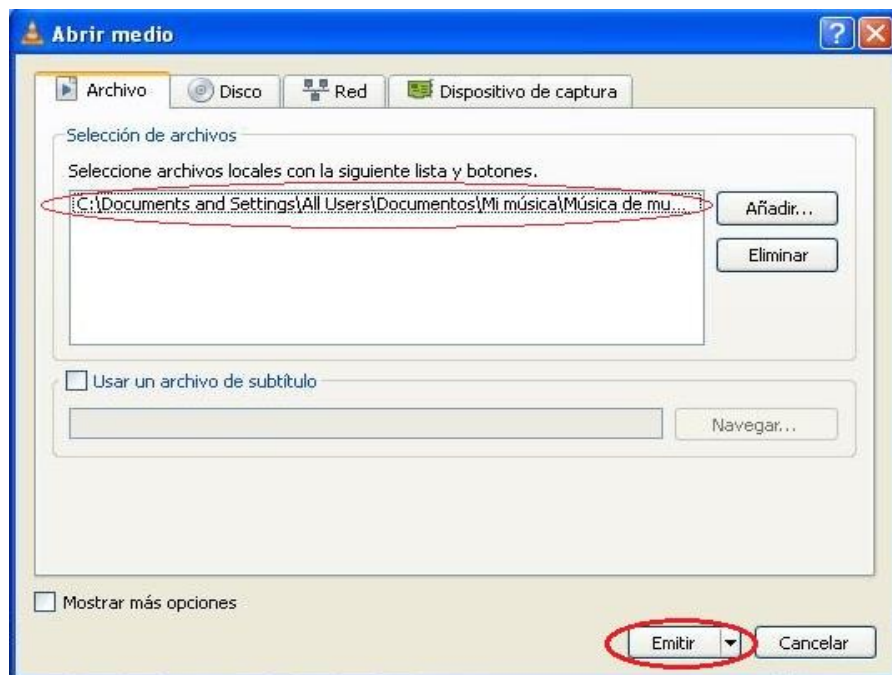 Abrir medio
Archivo Disco Red Dispositivo de captura
Selección de archivos
Seleccione archivos locales con la siguiente lista y botones.
C:\Documents and Settings\All Users\Documentos\Mi música\Música de mu...
Añadir...
Eliminar
Usar un archivo de subtítulo
Navegar...
Mostrar más opciones
Emitir Cancelar